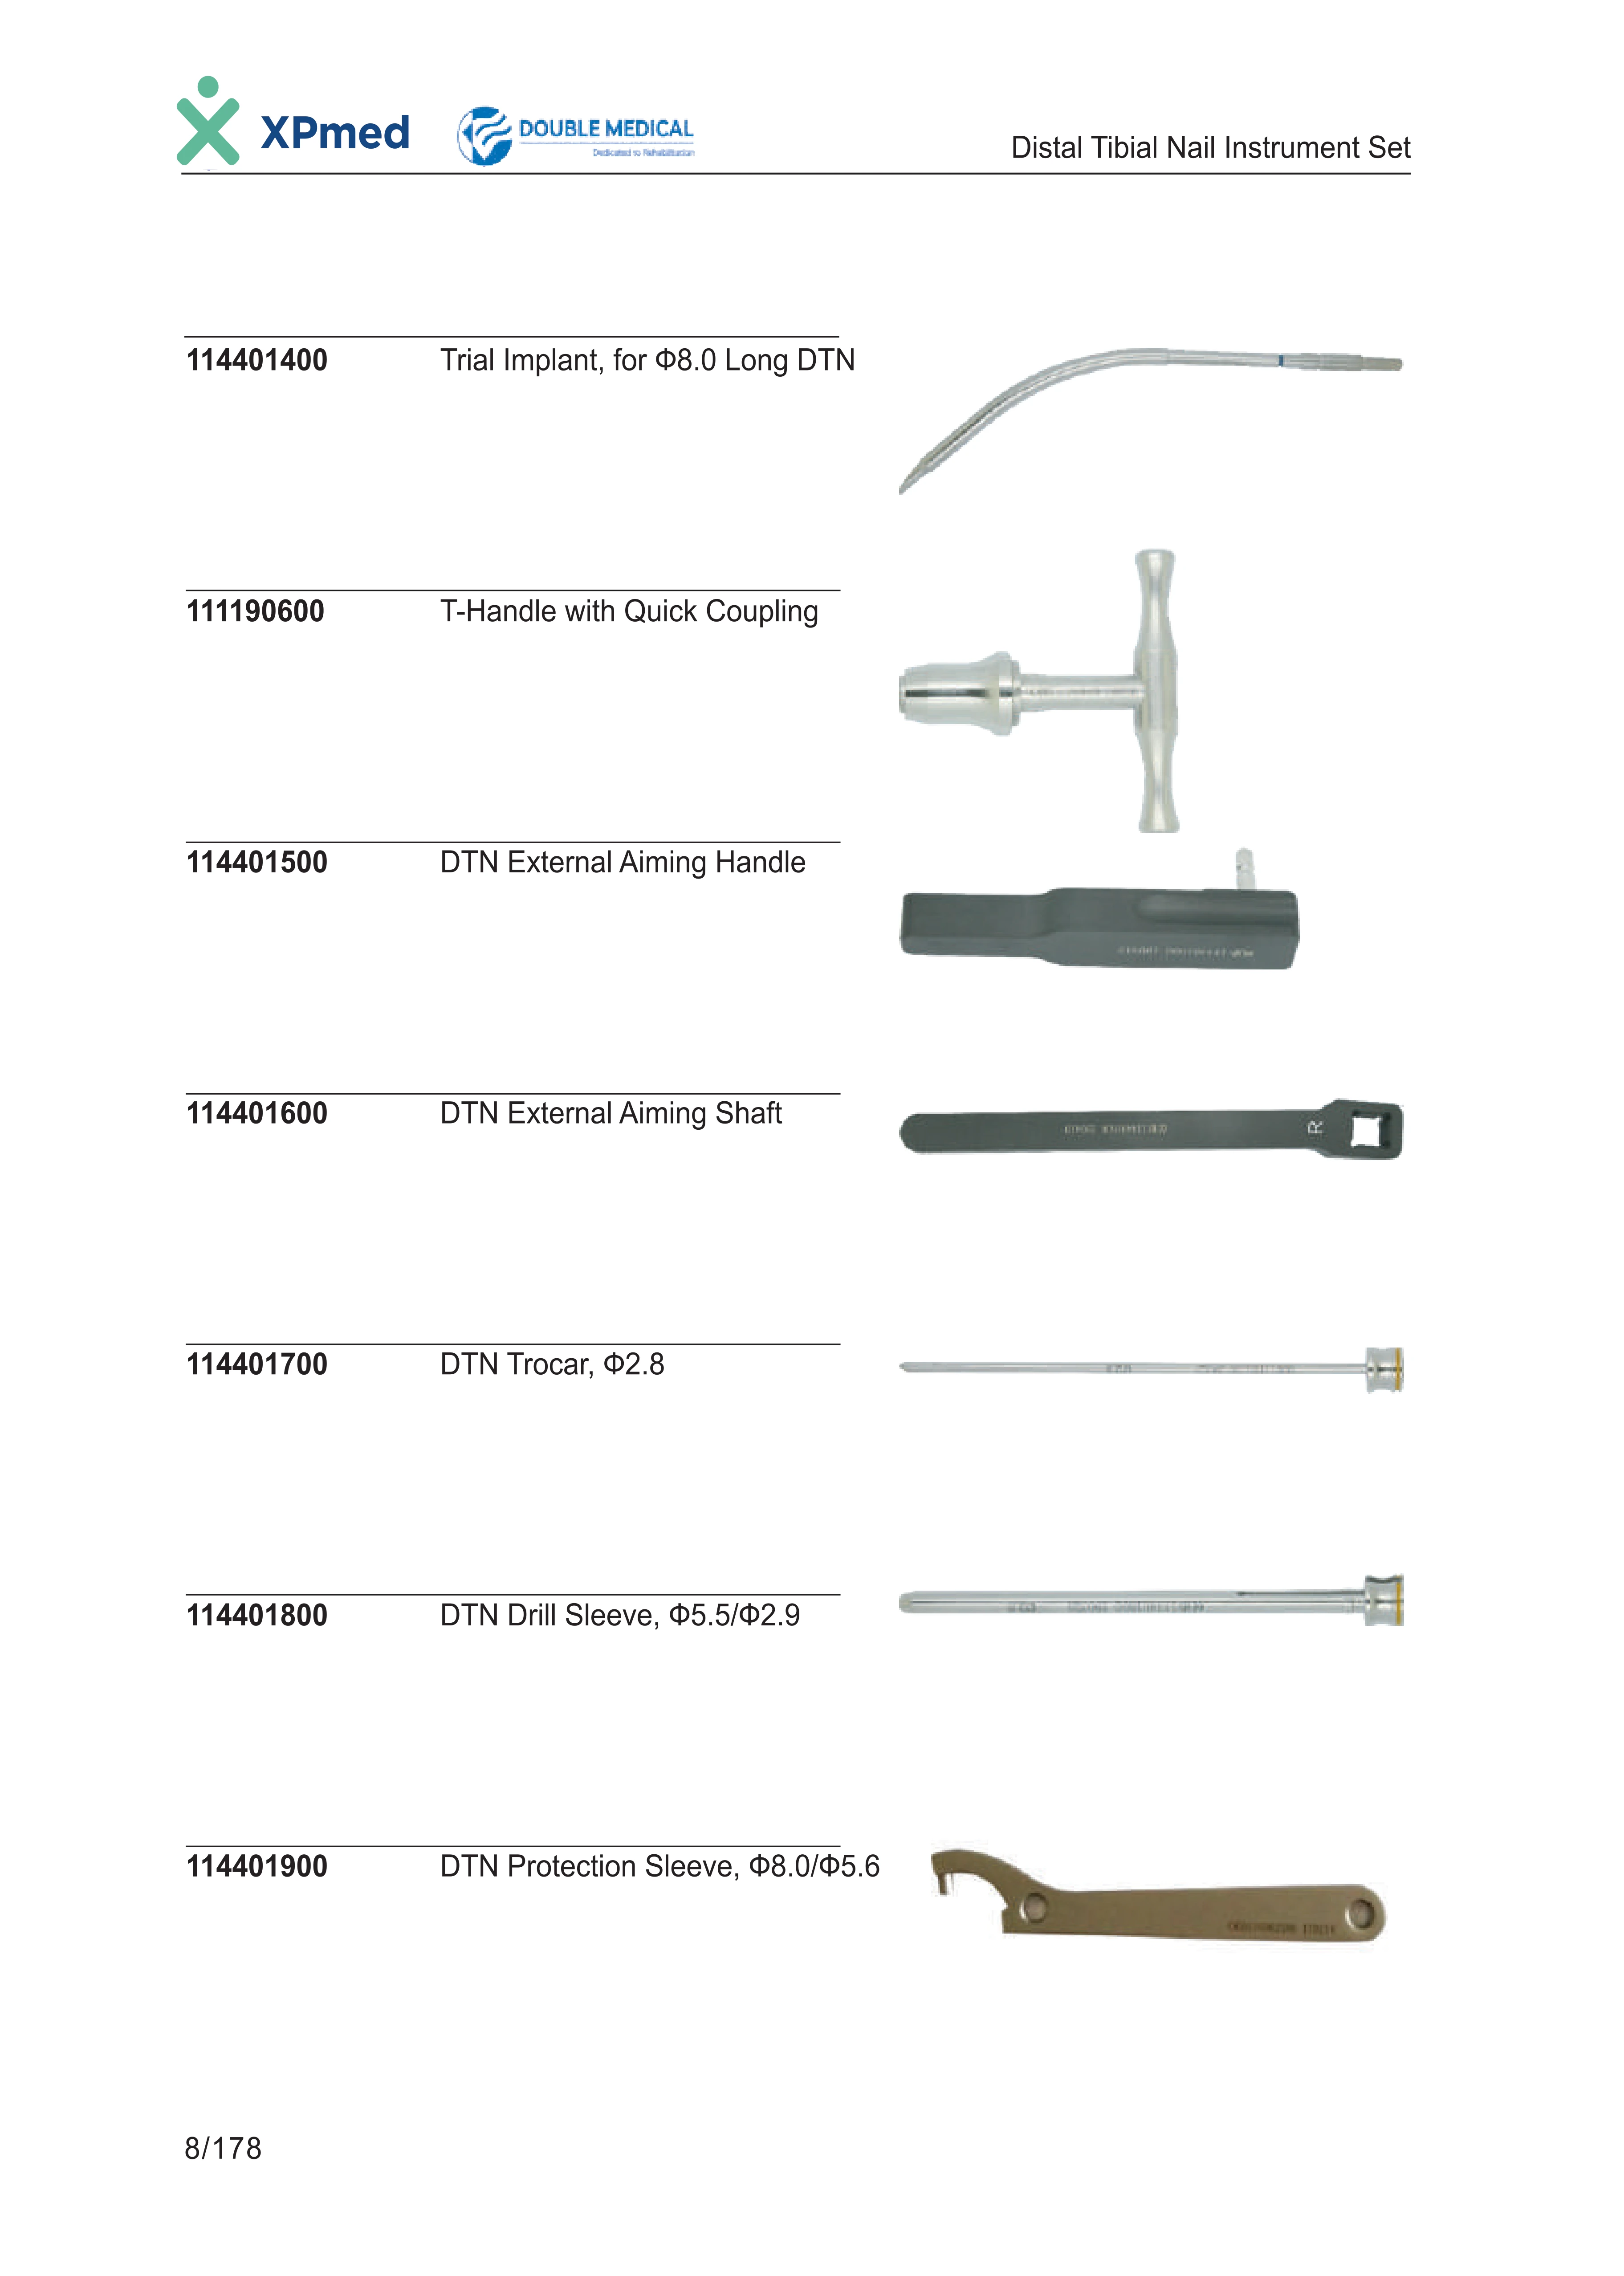 XPmed
DOUBLE MEDICAL
Dedicated to Rehabilitation
Distal Tibial Nail Instrument Set
114401400 Trial Implant, for Φ8.0 Long DTN
111190600 T-Handle with Quick Coupling
114401500 DTN External Aiming Handle
114401600 DTN External Aiming Shaft
R
114401700 DTN Trocar, Φ2.8
114401800 DTN Drill Sleeve, Φ5.5/Φ2.9
114401900 DTN Protection Sleeve, Φ8.0/Φ5.6
8/178